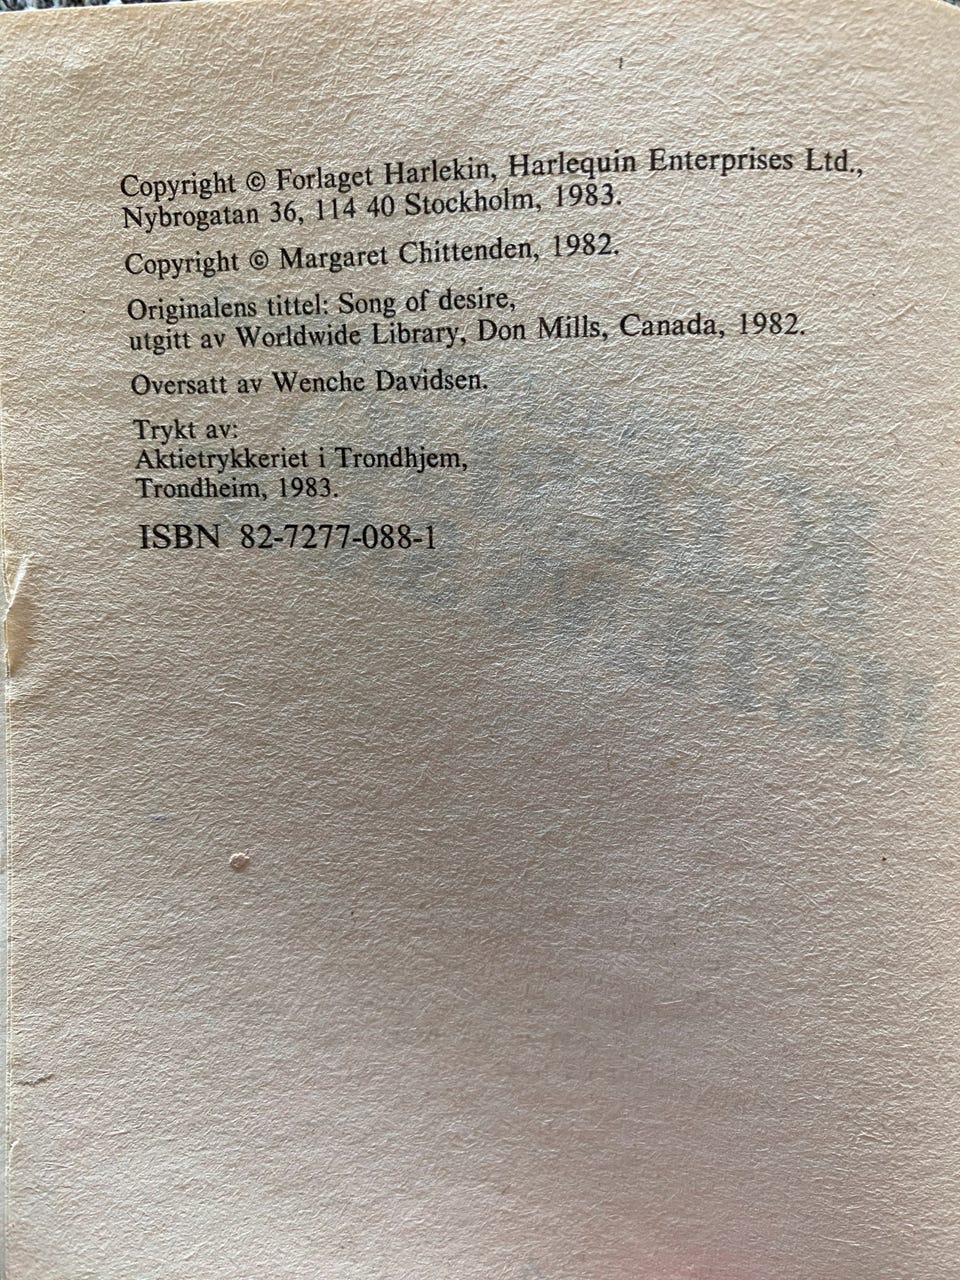 Copyright © Forlaget Harlekin, Harlequin Enterprises Ltd.,
Nybrogatan 36, 114 40 Stockholm, 1983.
Copyright © Margaret Chittenden, 1982.
Originalens tittel: Song of desire,
utgitt av Worldwide Library, Don Mills, Canada, 1982.
Oversatt av Wenche Davidsen.
Trykt av:
Aktietrykkeriet i Trondhjem,
Trondheim, 1983.
ISBN 82-7277-088-1